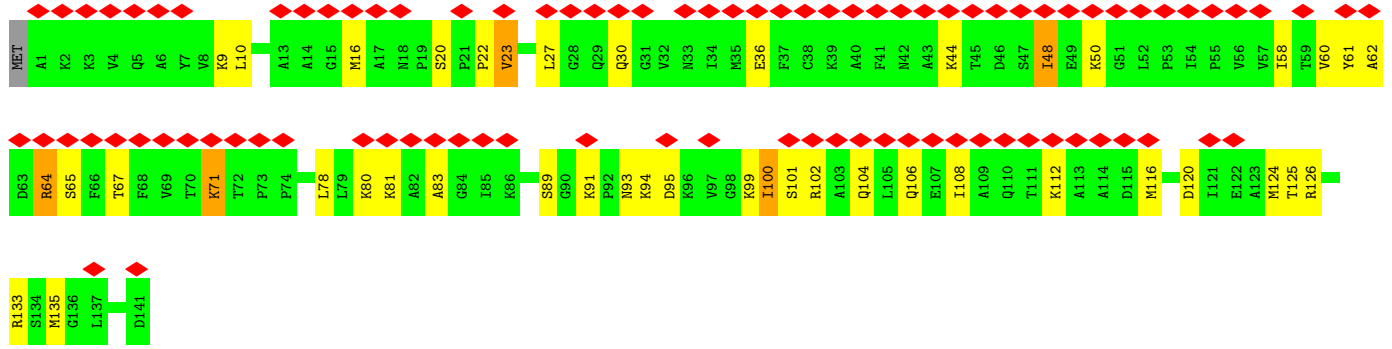 MET A1 K2 K3 V4 Q5 A6 Y7 V8 K9 L10 A13 A14 G15 M16 A17 N18 P19 S20 P21 P22 V23 L27 G28 Q29 Q30 G31 V32 N33 I34 M35 E36 F37 C38 K39 A40 F41 N42 A43 K44 T45 D46 S47 I48 E49 K50 G51 L52 P53 I54 P55 V56 V57 I58 T59 V60 Y61 A62
D63 R64 S65 F66 T67 F68 V69 T70 K71 T72 P73 P74 L78 L79 K80 K81 A82 A83 G84 I85 K86 S89 G90 K91 P92 N93 K94 D95 K96 V97 G98 K99 I100 S101 R102 A103 Q104 L105 Q106 E107 I108 A109 Q110 T111 K112 A113 A114 D115 M116 D120 I121 E122 A123 M124 T125 R126
R133 S134 M135 G136 L137 D141